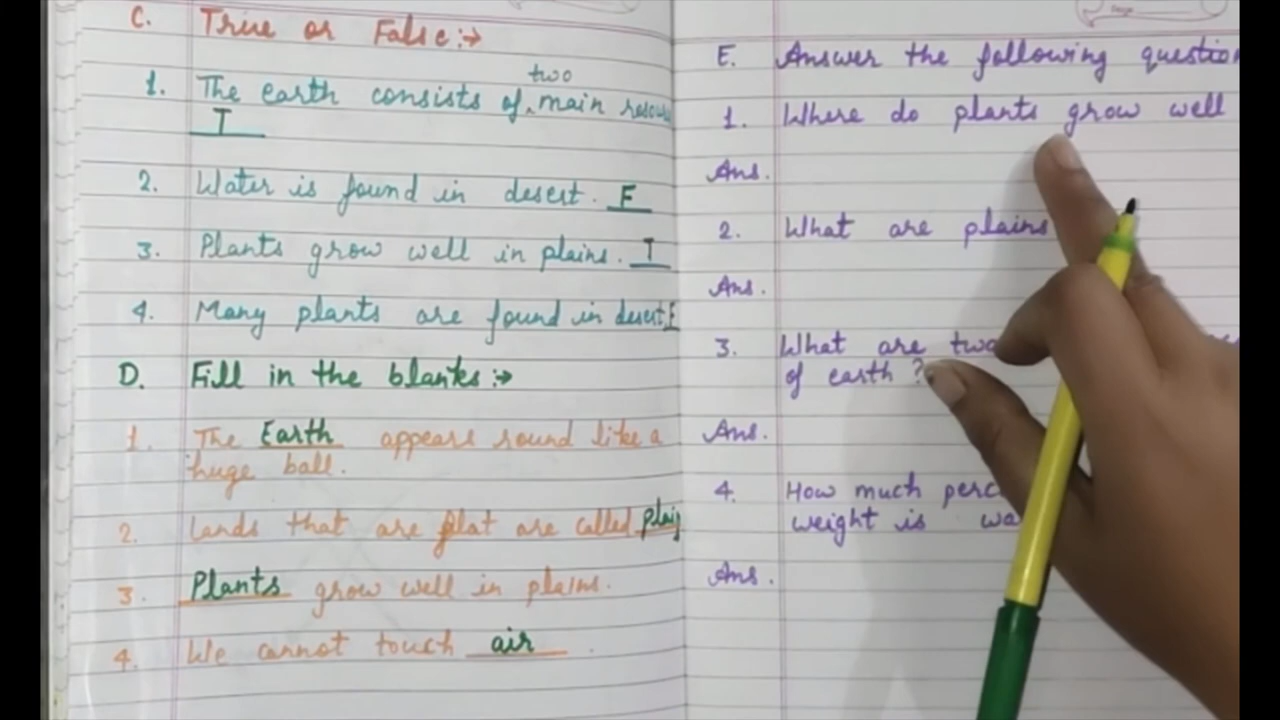 C. True or False:→
1. The earth consists of two main
T
2. Water is found in desert. F
3. Plants grow well in plains. T
4. Many plants are found in desert. F
D. Fill in the blanks:→
1. The Earth appears round like a
huge ball.
2. Lands that are flat are called
3. Plants grow well in plains.
4. We cannot touch air.
E. Answer the following
1. Where do plants grow well
Ans.
2. What are plains
Ans.
3. What are
of earth?
Ans.
4. How much
weight is
Ans.